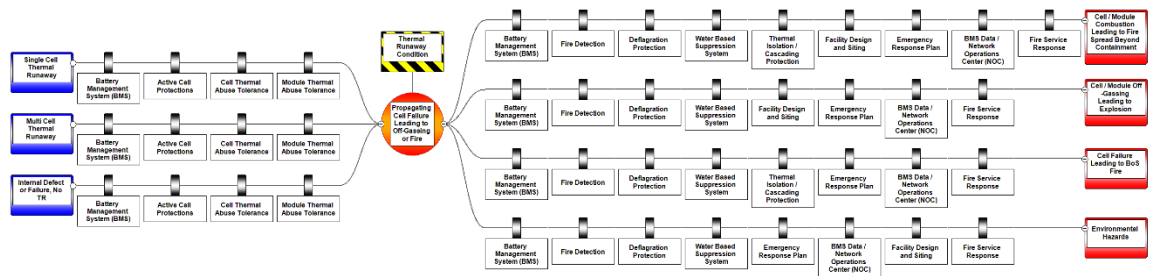 Single Cell
Thermal
Runaway
Battery
Management
System (BMS)
Active Cell
Protections
Cell Thermal
Abuse Tolerance
Module Thermal
Abuse Tolerance
Multi Cell
Thermal
Runaway
Battery
Management
System (BMS)
Active Cell
Protections
Cell Thermal
Abuse Tolerance
Module Thermal
Abuse Tolerance
Internal Defect
or Failure, No
TR
Battery
Management
System (BMS)
Active Cell
Protections
Cell Thermal
Abuse Tolerance
Module Thermal
Abuse Tolerance
Thermal
Runaway
Condition
Propagating
Cell Failure
Leading to
Off-Gassing
or Fire
Battery
Management
System (BMS)
Fire Detection
Deflagration
Protection
Water Based
Suppression
System
Thermal
Isolation /
Cascading
Protection
Facility Design
and Siting
Emergency
Response Plan
BMS Data /
Network
Operations
Center (NOC)
Fire Service
Response
Cell / Module
Combustion
Leading to Fire
Spread Beyond
Containment
Battery
Management
System (BMS)
Fire Detection
Deflagration
Protection
Water Based
Suppression
System
Facility Design
and Siting
Emergency
Response Plan
BMS Data /
Network
Operations
Center (NOC)
Fire Service
Response
Cell / Module Off
-Gassing
Leading to
Explosion
Battery
Management
System (BMS)
Fire Detection
Deflagration
Protection
Water Based
Suppression
System
Thermal
Isolation /
Cascading
Protection
Emergency
Response Plan
BMS Data /
Network
Operations
Center (NOC)
Fire Service
Response
Cell Failure
Leading to BoS
Fire
Battery
Management
System (BMS)
Fire Detection
Deflagration
Protection
Water Based
Suppression
System
Emergency
Response Plan
BMS Data /
Network
Operations
Center (NOC)
Facility Design
and Siting
Fire Service
Response
Environmental
Hazards